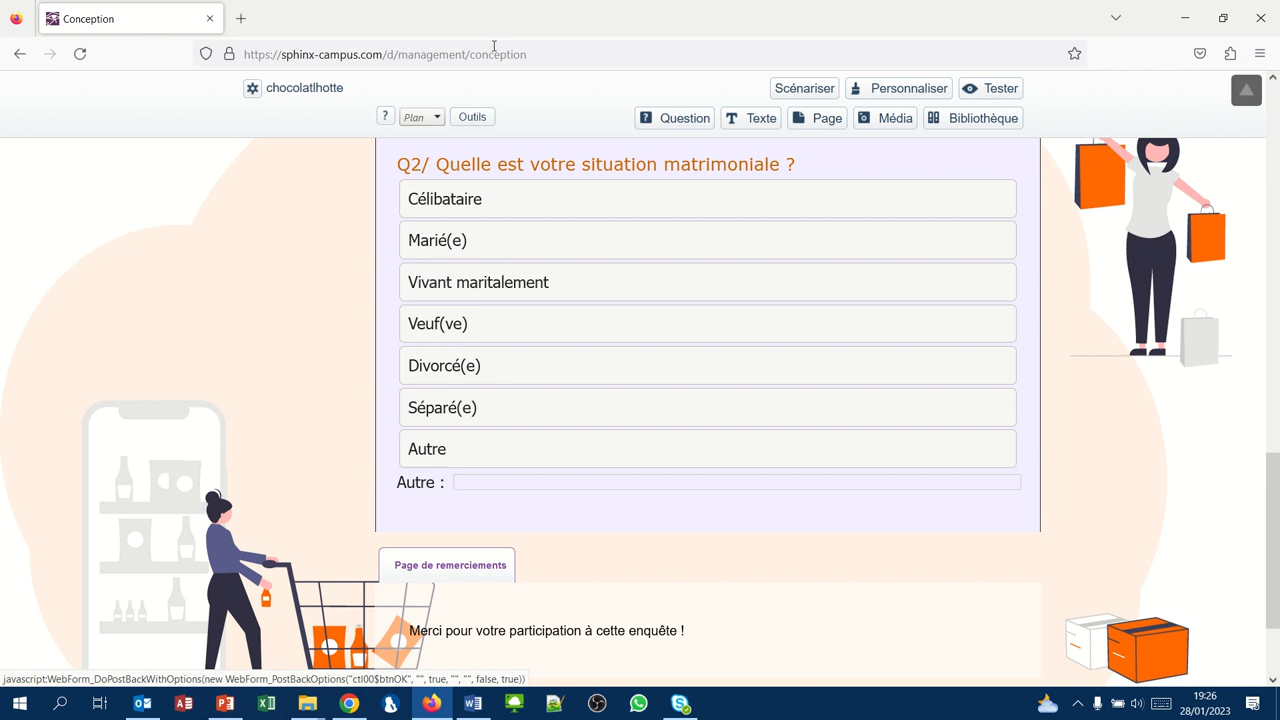 Conception
https://sphinx-campus.com/d/management/conception
chocolatlhotte
Scénariser
Personnaliser
Tester
?
Plan
Outils
? Question
T Texte
Page
Média
Bibliothèque
Q2/ Quelle est votre situation matrimoniale ?
Célibataire
Marié(e)
Vivant maritalement
Veuf(ve)
Divorcé(e)
Séparé(e)
Autre
Autre :
Page de remerciements
Merci pour votre participation à cette enquête !
javascript:WebForm_DoPostBackWithOptions(new WebForm_PostBackOptions("ctl00$btnOK", "", true, "", "", false, true))
19:26
28/01/2023